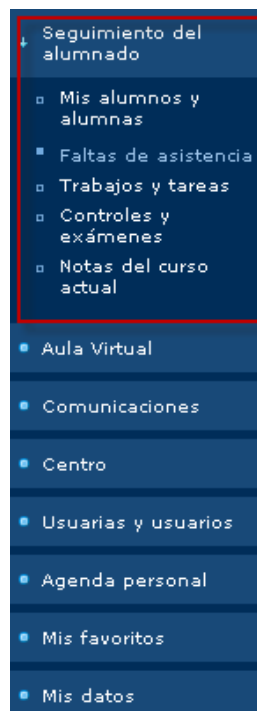 Seguimiento del
alumnado
Mis alumnos y
alumnas
Faltas de asistencia
Trabajos y tareas
Controles y
exámenes
Notas del curso
actual
Aula Virtual
Comunicaciones
Centro
Usuarias y usuarios
Agenda personal
Mis favoritos
Mis datos